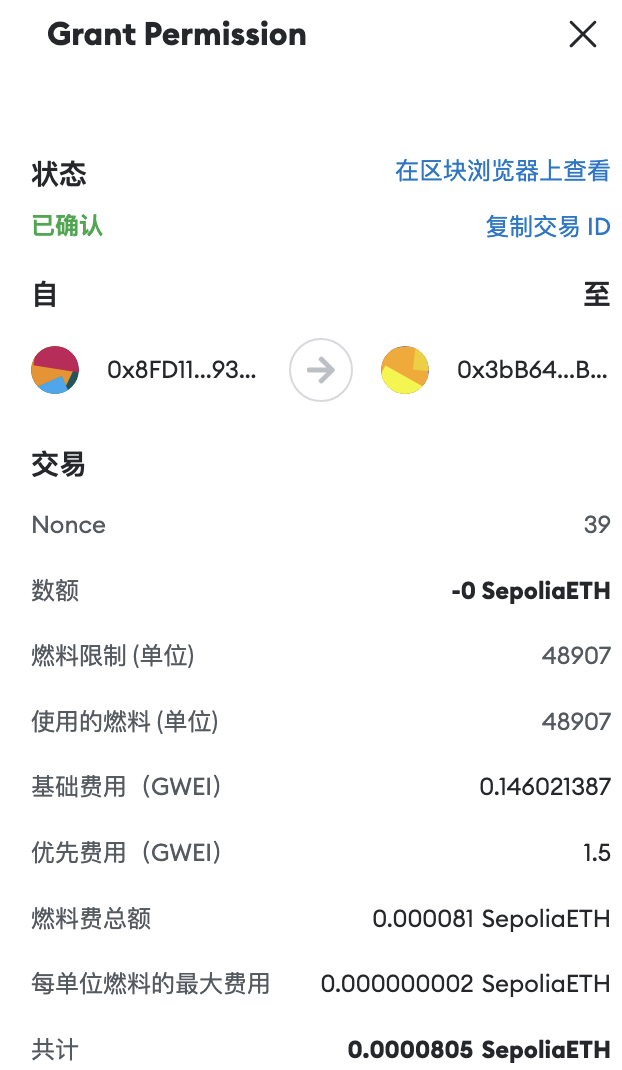 Grant Permission
状态 在区块浏览器上查看
已确认 复制交易 ID
自 至
0x8FD11...93... 0x3bB64...B...
交易
Nonce 39
数额 -0 SepoliaETH
燃料限制 (单位) 48907
使用的燃料 (单位) 48907
基础费用（GWEI） 0.146021387
优先费用（GWEI） 1.5
燃料费总额 0.000081 SepoliaETH
每单位燃料的最大费用 0.000000002 SepoliaETH
共计 0.0000805 SepoliaETH